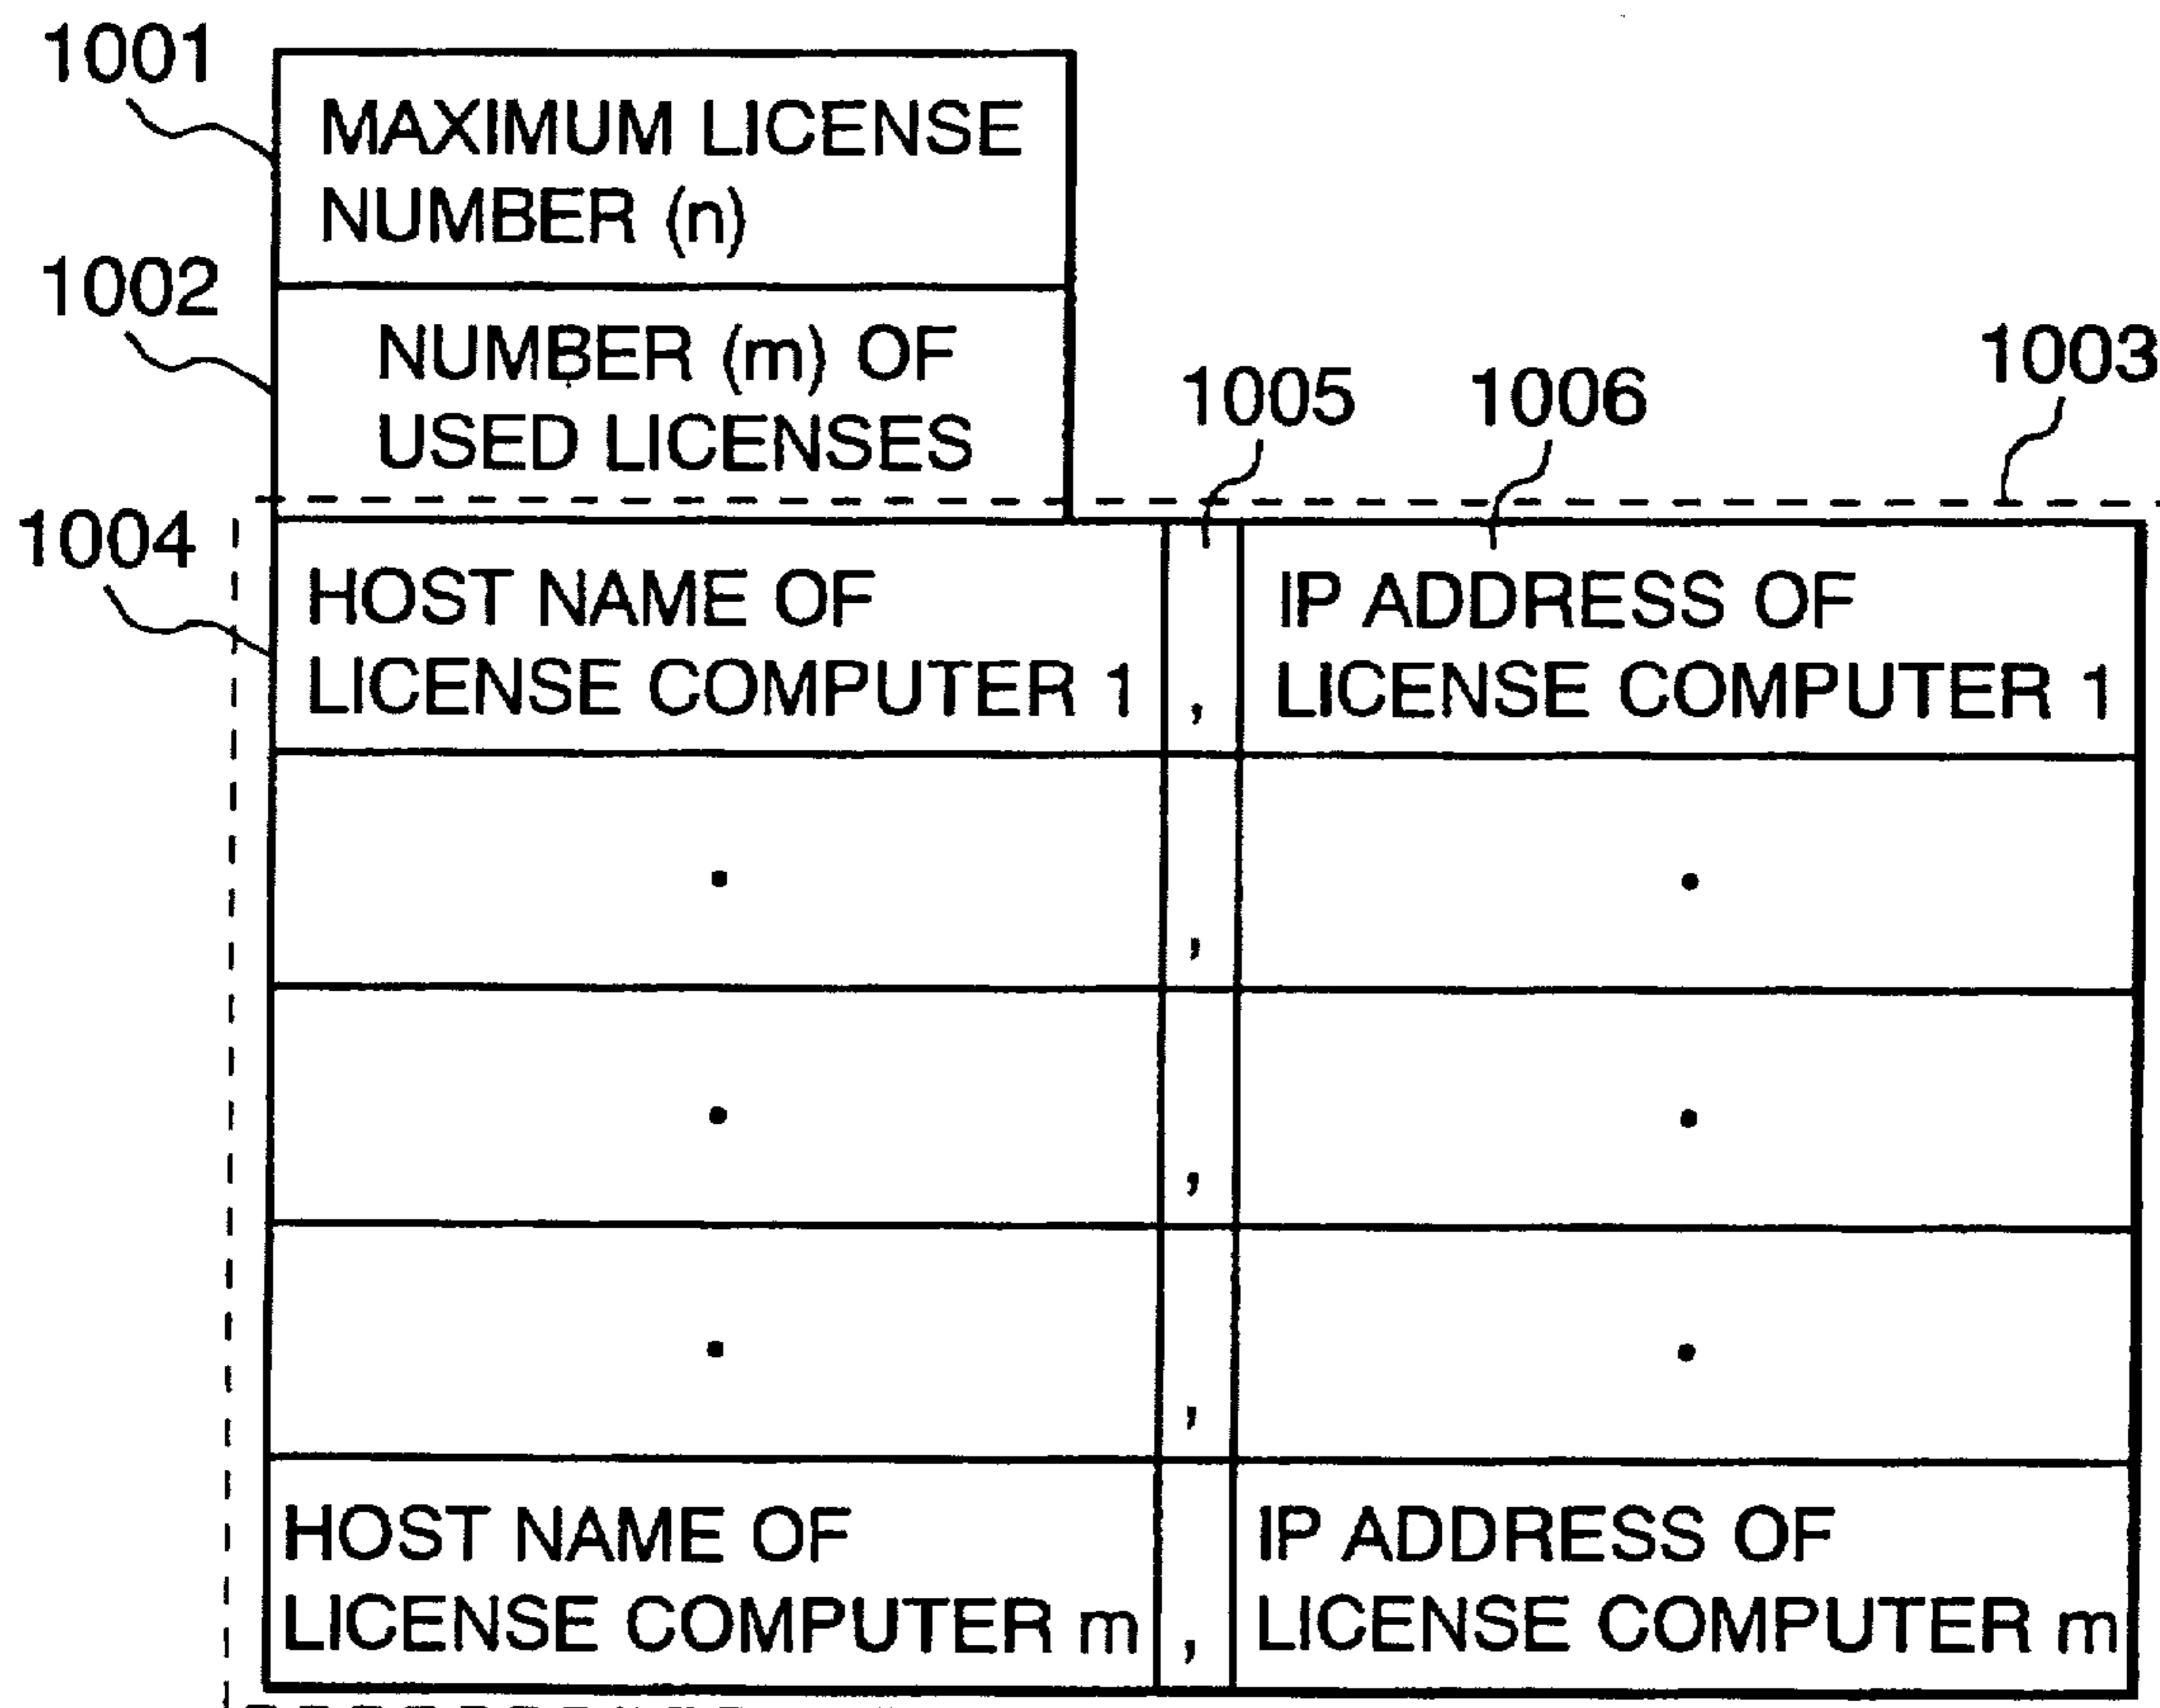 1001
MAXIMUM LICENSE
NUMBER (n)
1002
NUMBER (m) OF
USED LICENSES
1003
1005
1006
1004
HOST NAME OF
LICENSE COMPUTER 1
,
IP ADDRESS OF
LICENSE COMPUTER 1
.
,
.
.
,
.
.
,
.
HOST NAME OF
LICENSE COMPUTER m
,
IP ADDRESS OF
LICENSE COMPUTER m